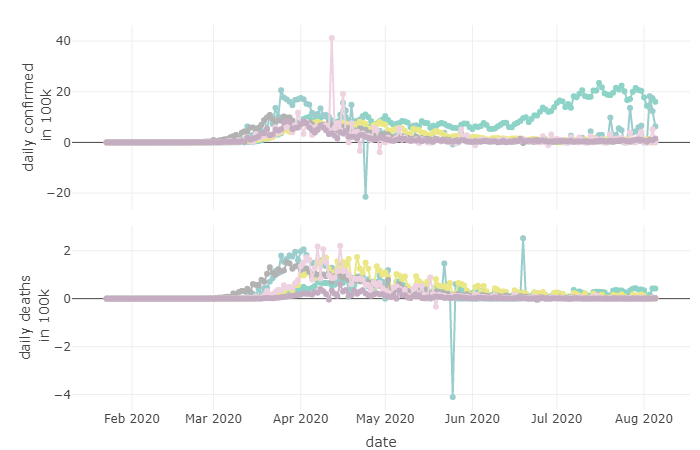 daily confirmed
in 100k
40
20
0
−20
daily deaths
in 100k
2
0
−2
−4
Feb 2020 Mar 2020 Apr 2020 May 2020 Jun 2020 Jul 2020 Aug 2020
date